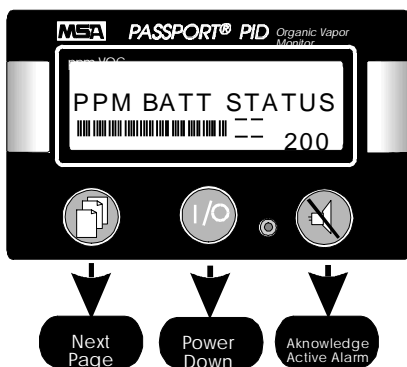 MSA PASSPORT® PID Organic Vapor
Monitor
ppm VOC
PPM BATT STATUS
200
I/O
Next
Page
Power
Down
Aknowledge
Active Alarm